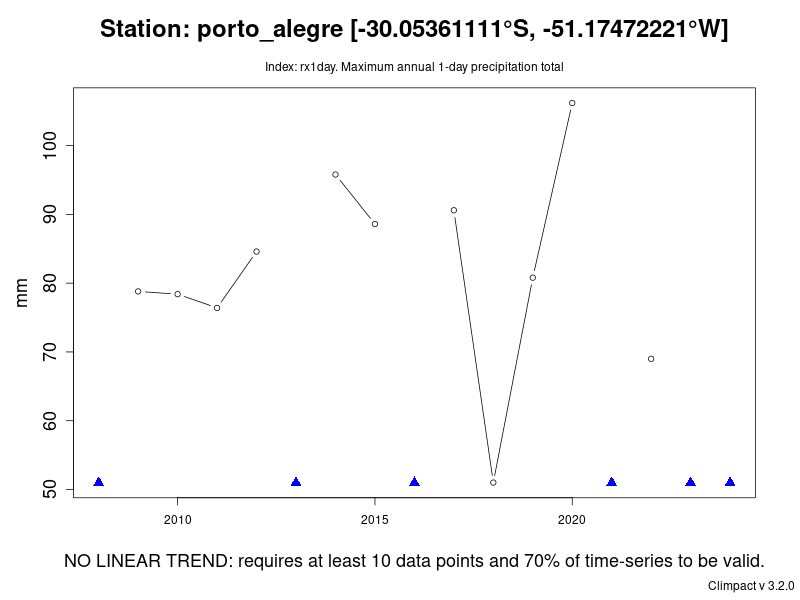 Station: porto_alegre [-30.05361111°S, -51.17472221°W]
Index: rx1day. Maximum annual 1-day precipitation total
mm
100
90
80
70
60
50
2010 2015 2020
NO LINEAR TREND: requires at least 10 data points and 70% of time-series to be valid.
Climpact v 3.2.0